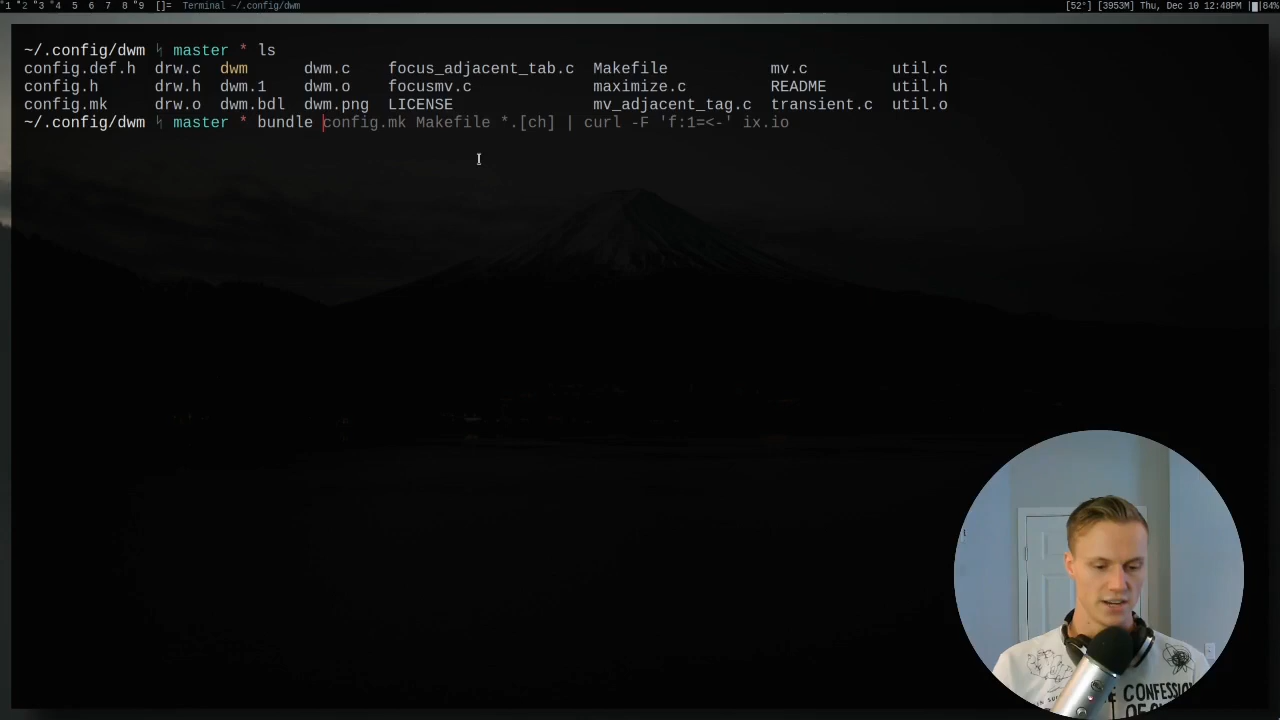 °1 °2 °3 °4 5 6 7 8 °9 []= Terminal ~/.config/dwm [52°] [3953M] Thu, Dec 10 12:48PM 84%
~/.config/dwm master * ls
config.def.h drw.c dwm dwm.c focus_adjacent_tab.c Makefile mv.c util.c
config.h drw.h dwm.1 dwm.o focusmv.c maximize.c README util.h
config.mk drw.o dwm.bdl dwm.png LICENSE mv_adjacent_tag.c transient.c util.o
~/.config/dwm master * bundle config.mk Makefile *.[ch] | curl -F 'f:1=<-' ix.io
CONFESSION